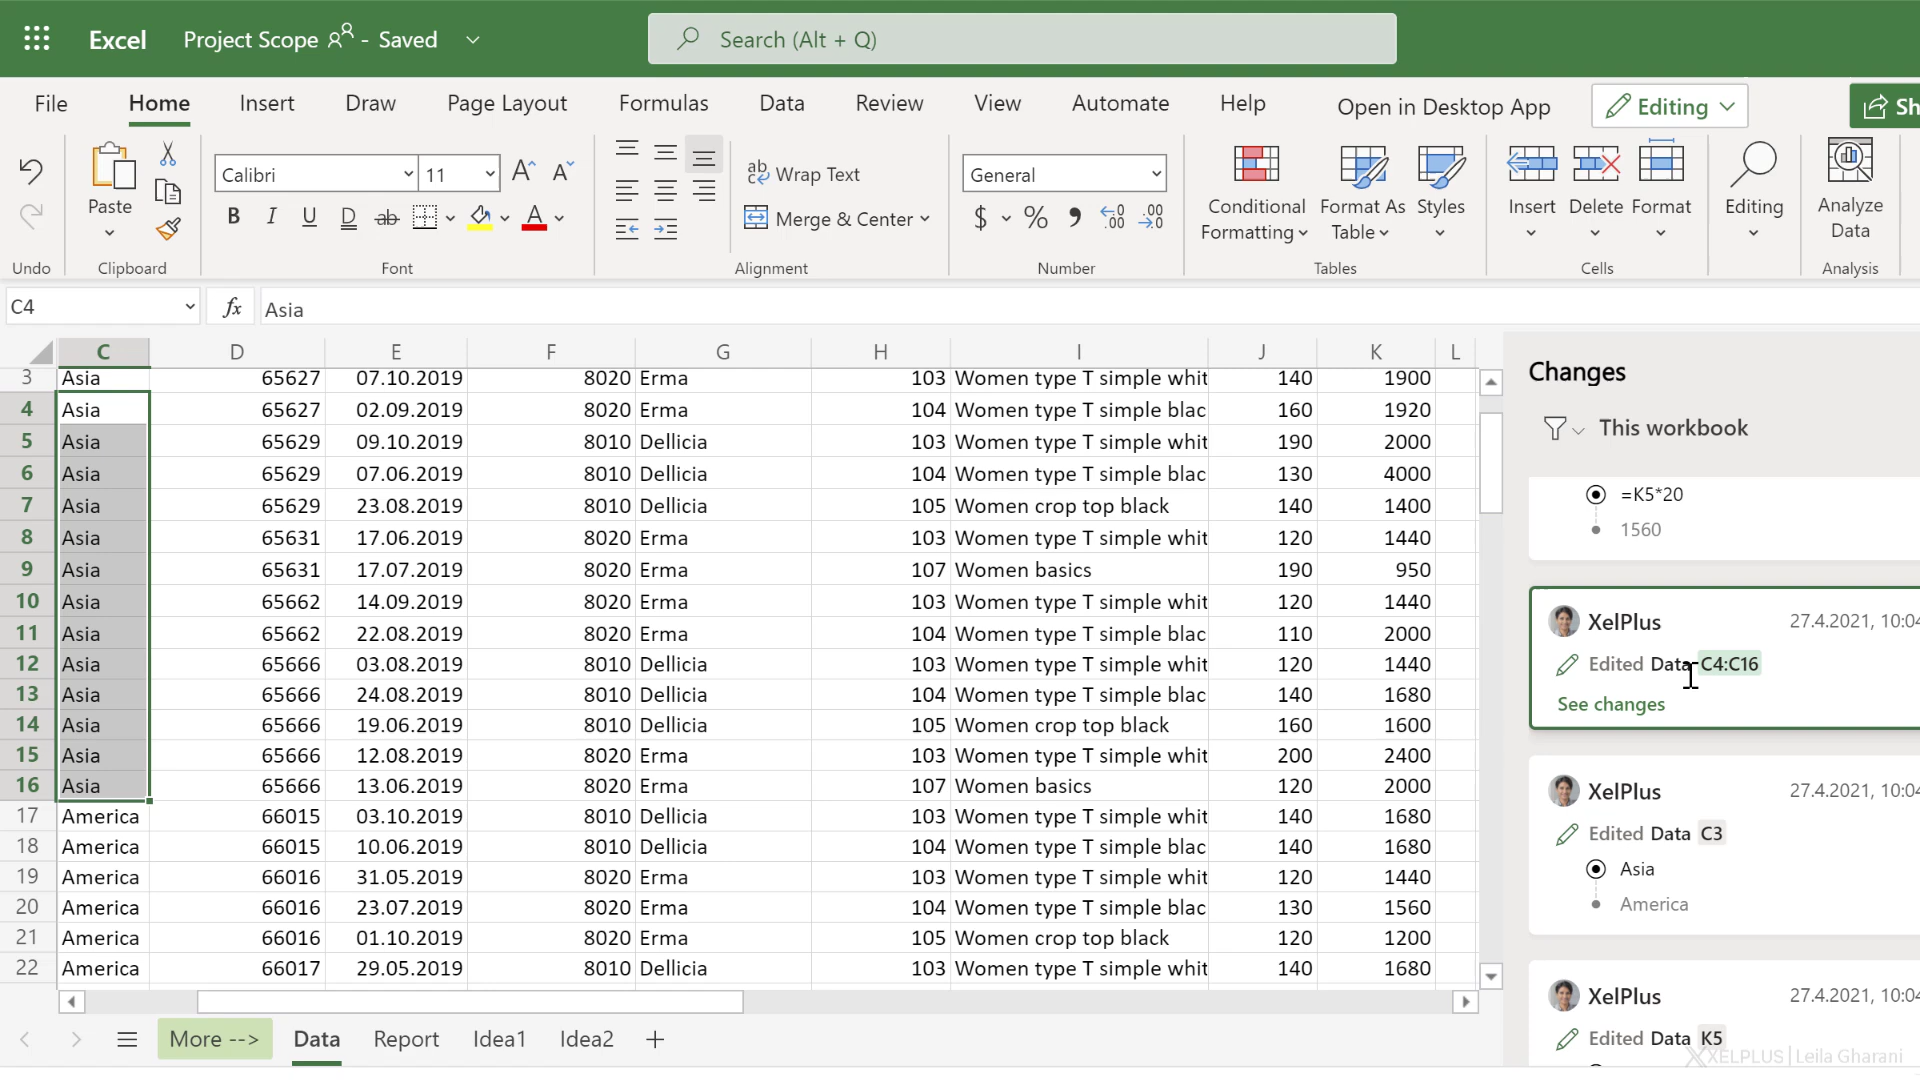 Excel Project Scope - Saved Search (Alt + Q)
File Home Insert Draw Page Layout Formulas Data Review View Automate Help Open in Desktop App Editing Sh
Paste Calibri 11 A A ab c Wrap Text General
B I U D ab A Merge & Center $ % 9 .00 .00
Conditional Formatting Format As Table Styles Insert Delete Format Editing Analyze Data
Undo Clipboard Font Alignment Number Tables Cells Analysis
C4 fx Asia
C D E F G H I J K L
3 Asia 65627 07.10.2019 8020 Erma 103 Women type T simple whit 140 1900
4 Asia 65627 02.09.2019 8020 Erma 104 Women type T simple blac 160 1920
5 Asia 65629 09.10.2019 8010 Dellicia 103 Women type T simple whit 190 2000
6 Asia 65629 07.06.2019 8010 Dellicia 104 Women type T simple blac 130 4000
7 Asia 65629 23.08.2019 8010 Dellicia 105 Women crop top black 140 1400
8 Asia 65631 17.06.2019 8020 Erma 103 Women type T simple whit 120 1440
9 Asia 65631 17.07.2019 8020 Erma 107 Women basics 190 950
10 Asia 65662 14.09.2019 8020 Erma 103 Women type T simple whit 120 1440
11 Asia 65662 22.08.2019 8020 Erma 104 Women type T simple blac 110 2000
12 Asia 65666 03.08.2019 8010 Dellicia 103 Women type T simple whit 120 1440
13 Asia 65666 24.08.2019 8010 Dellicia 104 Women type T simple blac 140 1680
14 Asia 65666 19.06.2019 8010 Dellicia 105 Women crop top black 160 1600
15 Asia 65666 12.08.2019 8020 Erma 103 Women type T simple whit 200 2400
16 Asia 65666 13.06.2019 8020 Erma 107 Women basics 120 2000
17 America 66015 03.10.2019 8010 Dellicia 103 Women type T simple whit 140 1680
18 America 66015 10.06.2019 8010 Dellicia 104 Women type T simple blac 140 1680
19 America 66016 31.05.2019 8020 Erma 103 Women type T simple whit 120 1440
20 America 66016 23.07.2019 8020 Erma 104 Women type T simple blac 130 1560
21 America 66016 01.10.2019 8020 Erma 105 Women crop top black 120 1200
22 America 66017 29.05.2019 8010 Dellicia 103 Women type T simple whit 140 1680
More --> Data Report Idea1 Idea2 +
Changes
This workbook
=K5*20
1560
XelPlus 27.4.2021, 10:04
Edited Data C4:C16
See changes
XelPlus 27.4.2021, 10:04
Edited Data C3
Asia
America
XelPlus 27.4.2021, 10:04
Edited Data K5
XELPLUS | Leila Gharani